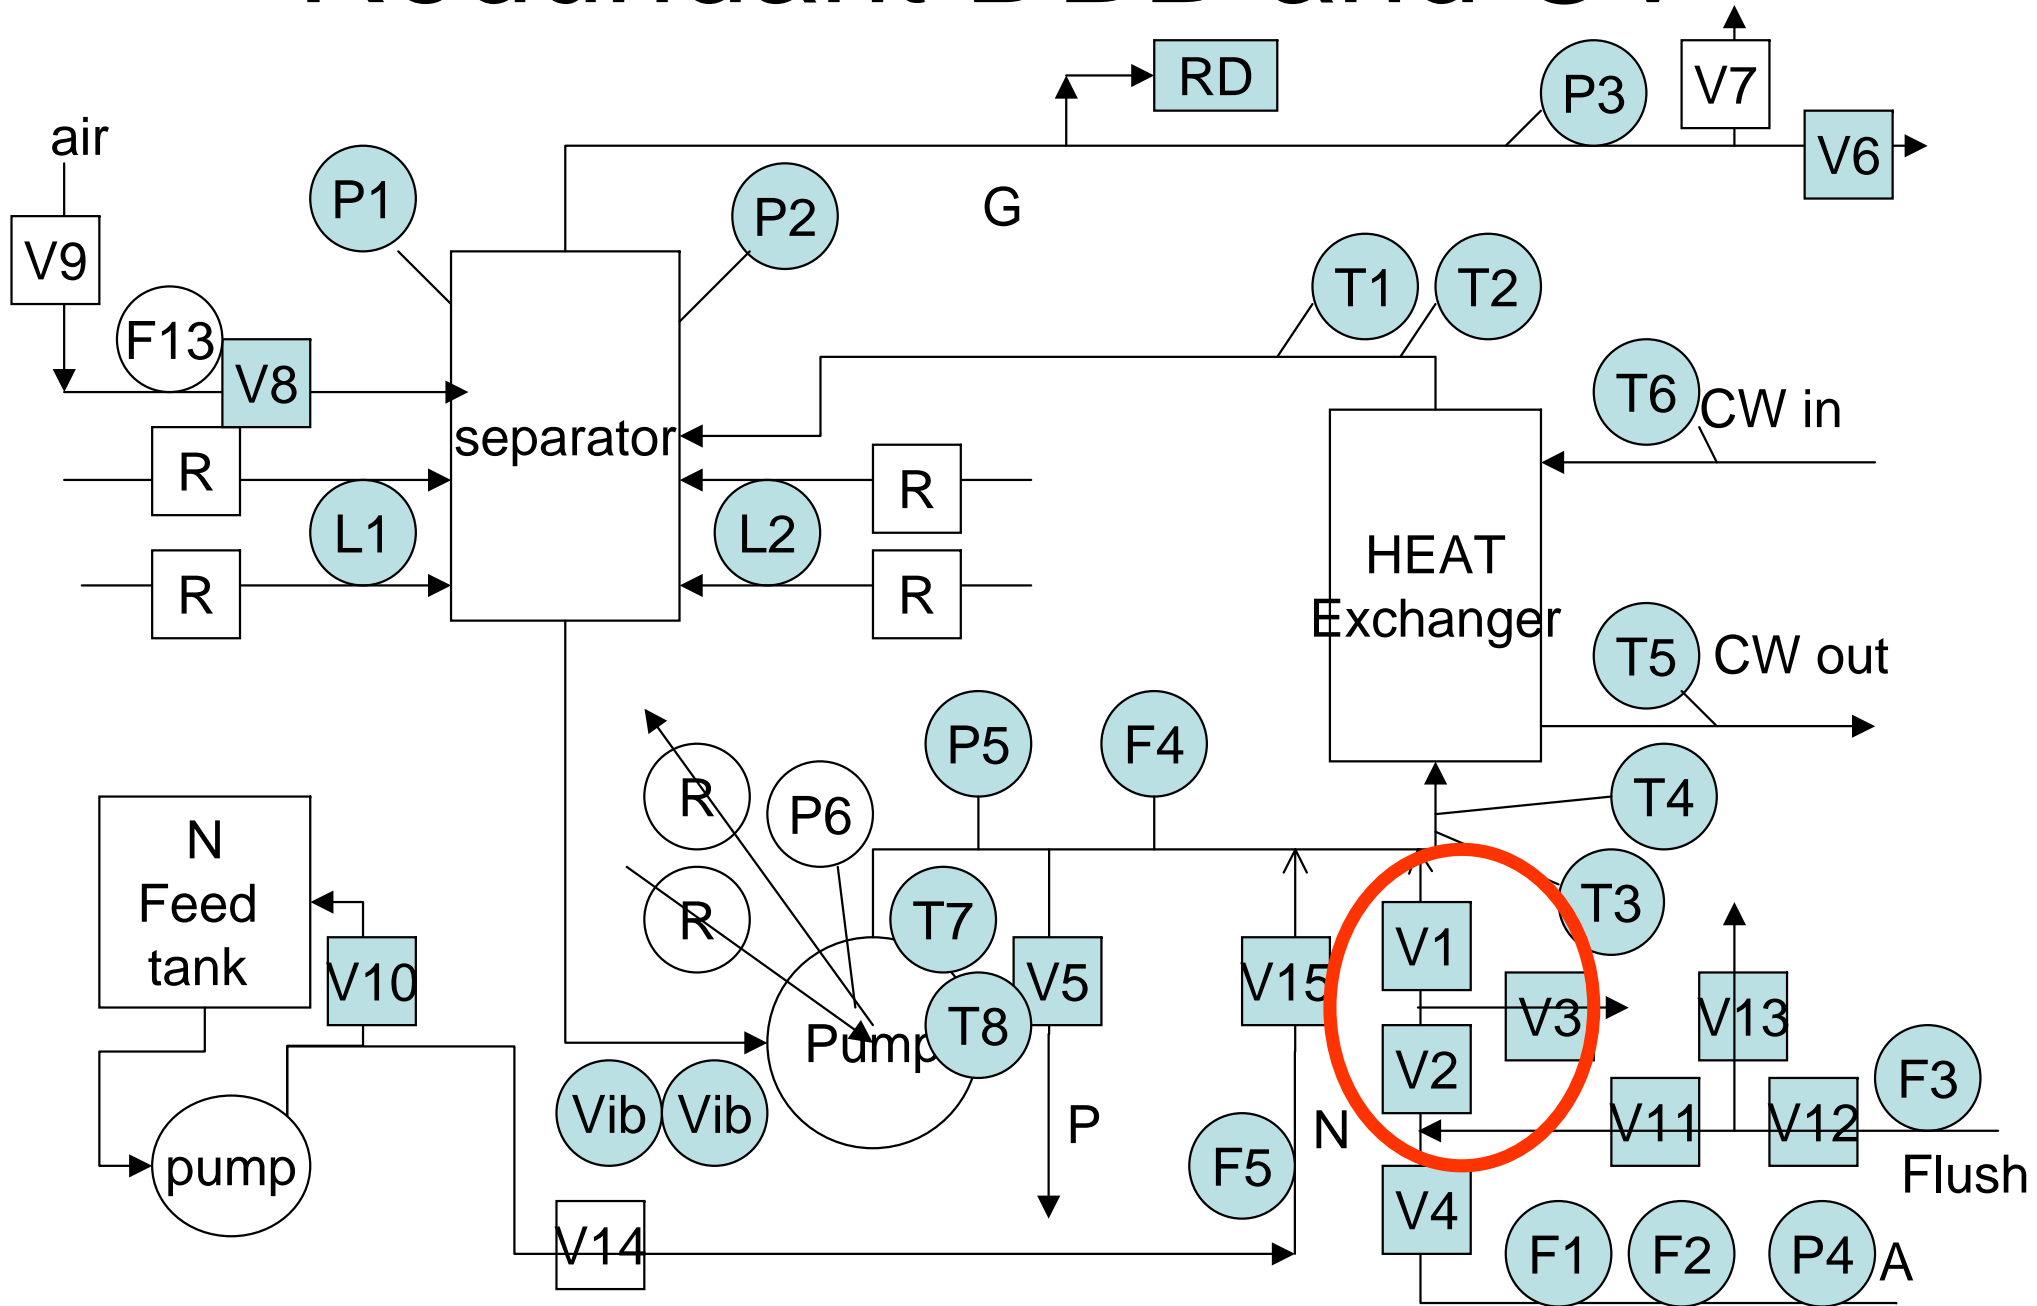 RD
P3
V7
air
V6
P1
P2
G
V9
T1
T2
F13
V8
T6
CW in
separator
R
R
L1
L2
HEAT
Exchanger
R
R
T5
CW out
P5
F4
R
P6
T4
N
Feed
tank
R
T7
T3
V1
V10
V5
V15
V3
V13
T8
Pump
V2
F3
Vib
Vib
P
N
V11
V12
pump
F5
Flush
V4
V14
F1
F2
P4
A